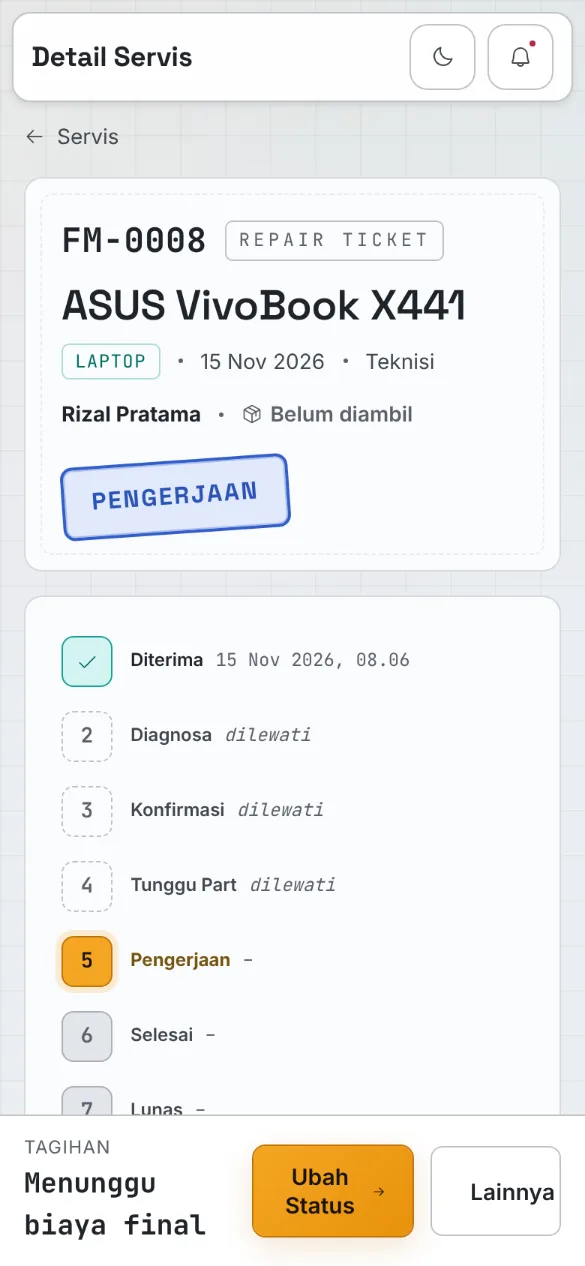 Detail Servis
← Servis
FM-0008 REPAIR TICKET
ASUS VivoBook X441
LAPTOP • 15 Nov 2026 • Teknisi
Rizal Pratama • Belum diambil
PENGERJAAN
Diterima 15 Nov 2026, 08.06
2 Diagnosa dilewati
3 Konfirmasi dilewati
4 Tunggu Part dilewati
5 Pengerjaan –
6 Selesai –
7 Lunas –
TAGIHAN
Menunggu
biaya final
Ubah
Status →
Lainnya